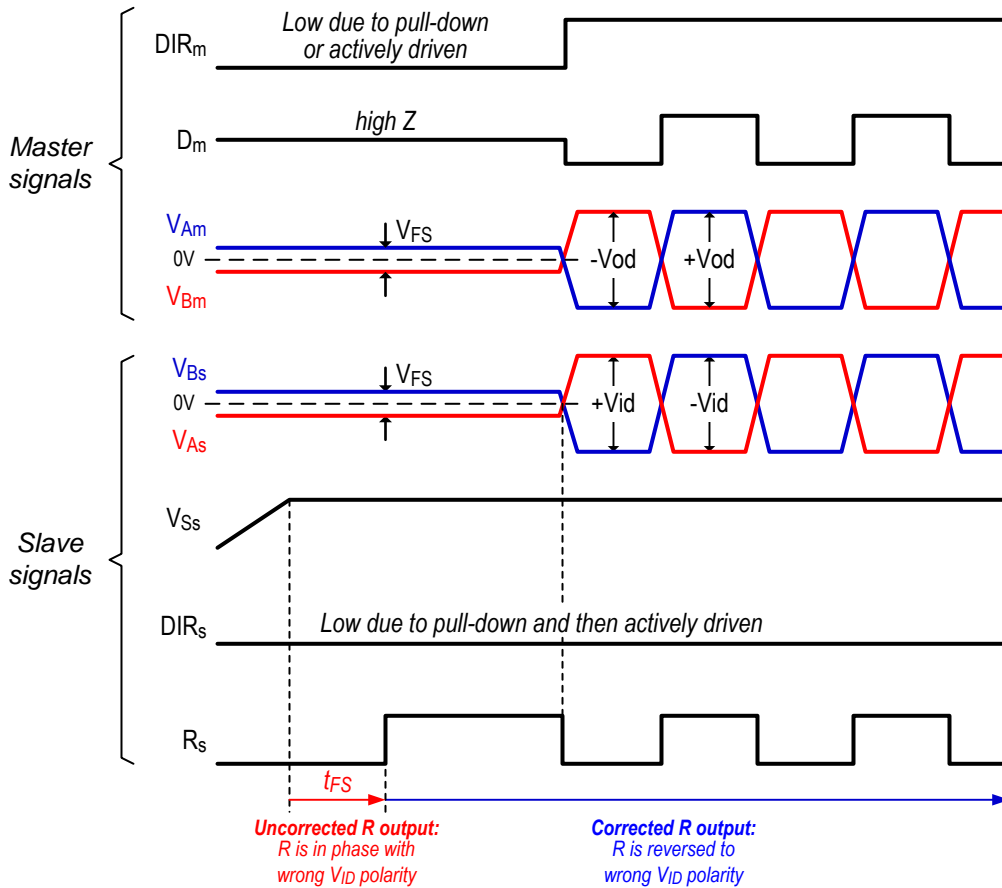 Low due to pull-down
or actively driven
DIRm
high Z
Dm
Master
signals
VAm
VFS
0V
-Vod
+Vod
VBm
VBs
VFS
0V
+Vid
-Vid
VAs
VSs
Slave
signals
DIRs
Low due to pull-down and then actively driven
Rs
tFS
Uncorrected R output:
R is in phase with
wrong VID polarity
Corrected R output:
R is reversed to
wrong VID polarity